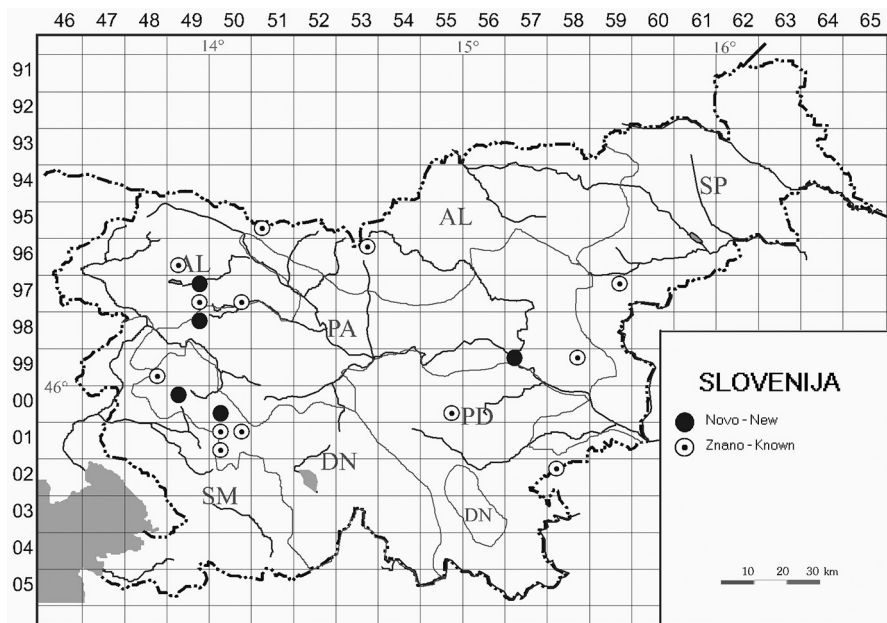 46 47 48 49 50 52 53 54 55 56 57 58 59 60 61 62 63 64 65
14° 15° 16°
91
92
93
94
SP
95
AL
96
AL
97
98
PA
99
46°
00
SLOVENIJA
Novo - New
PD
Znano - Known
01
02
DN
SM
03
DN
04
05
10 20 30 km